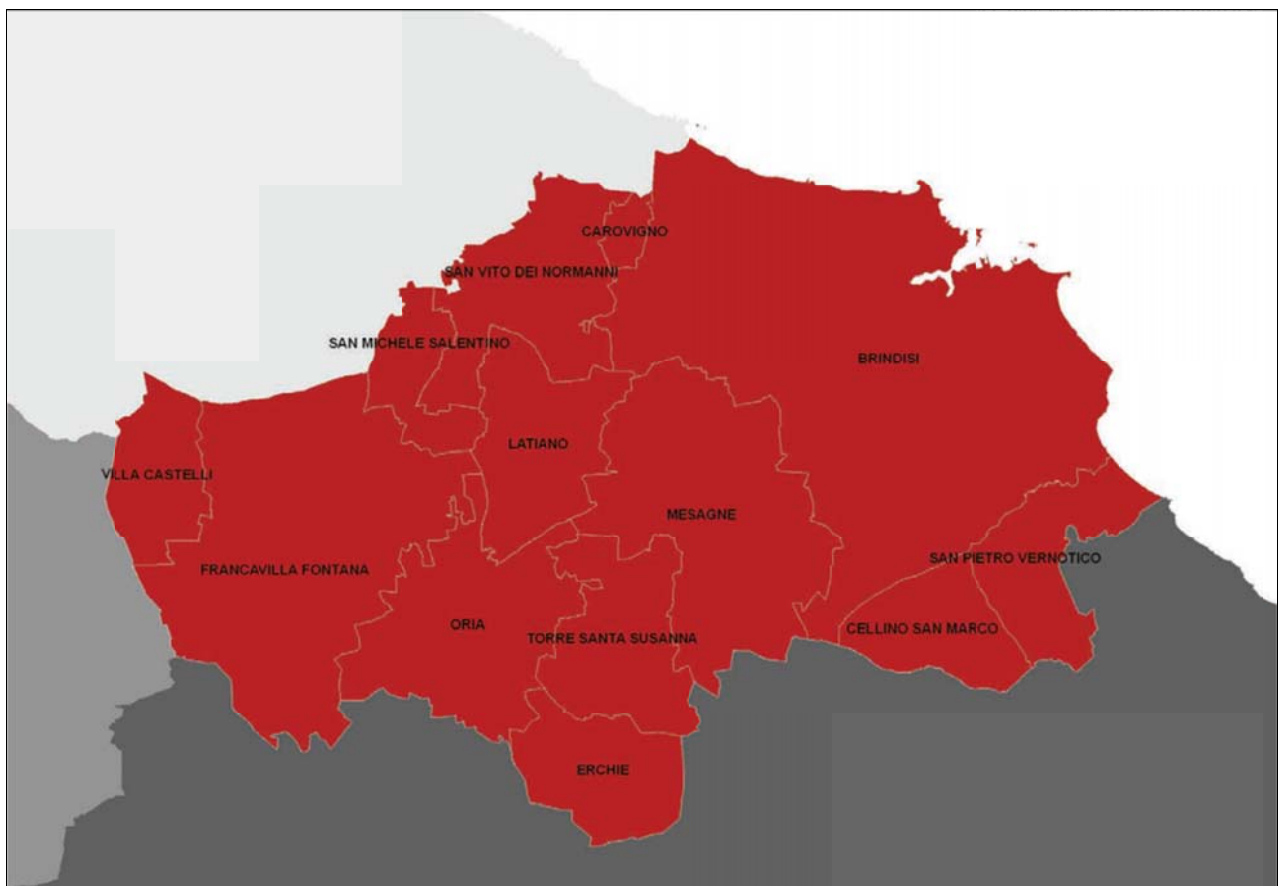 CAROVIGNO
SAN VITO DEI NORMANNI
SAN MICHELE SALENTINO
BRINDISI
LATIANO
VILLA CASTELLI
MESAGNE
SAN PIETRO VERNOTICO
FRANCAVILLA FONTANA
ORIA
CELLINO SAN MARCO
TORRE SANTA SUSANNA
ERCHIE